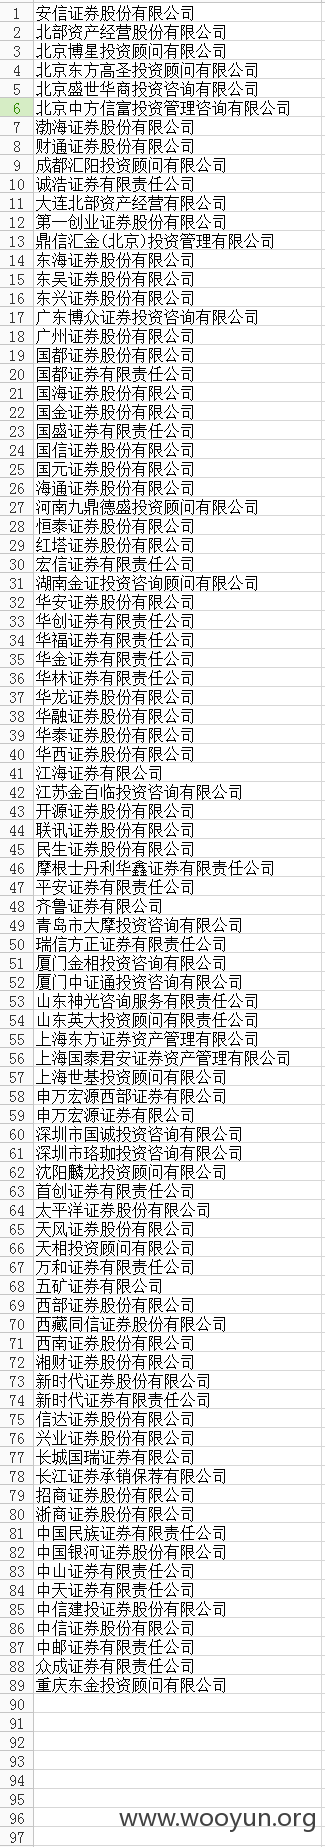 1 安信证券股份有限公司
2 北部资产经营股份有限公司
3 北京博星投资顾问有限公司
4 北京东方高圣投资顾问有限公司
5 北京盛世华商投资咨询有限公司
6 北京中方信富投资管理咨询有限公司
7 渤海证券股份有限公司
8 财通证券股份有限公司
9 成都汇阳投资顾问有限公司
10 诚浩证券有限责任公司
11 大连北部资产经营有限公司
12 第一创业证券股份有限公司
13 鼎信汇金(北京)投资管理有限公司
14 东海证券股份有限公司
15 东吴证券股份有限公司
16 东兴证券股份有限公司
17 广东博众证券投资咨询有限公司
18 广州证券股份有限公司
19 国都证券股份有限公司
20 国都证券有限责任公司
21 国海证券股份有限公司
22 国金证券股份有限公司
23 国盛证券有限责任公司
24 国信证券股份有限公司
25 国元证券股份有限公司
26 海通证券股份有限公司
27 河南九鼎德盛投资顾问有限公司
28 恒泰证券股份有限公司
29 红塔证券股份有限公司
30 宏信证券有限责任公司
31 湖南金证投资咨询顾问有限公司
32 华安证券股份有限公司
33 华创证券有限责任公司
34 华福证券有限责任公司
35 华金证券有限责任公司
36 华林证券有限责任公司
37 华龙证券股份有限公司
38 华融证券股份有限公司
39 华泰证券股份有限公司
40 华西证券股份有限公司
41 江海证券有限公司
42 江苏金百临投资咨询有限公司
43 开源证券股份有限公司
44 联讯证券股份有限公司
45 民生证券股份有限公司
46 摩根士丹利华鑫证券有限责任公司
47 平安证券有限责任公司
48 齐鲁证券有限公司
49 青岛市大摩投资咨询有限公司
50 瑞信方正证券有限责任公司
51 厦门金相投资咨询有限公司
52 厦门中证通投资咨询有限公司
53 山东神光咨询服务有限责任公司
54 山东英大投资顾问有限责任公司
55 上海东方证券资产管理有限公司
56 上海国泰君安证券资产管理有限公司
57 上海世基投资顾问有限公司
58 申万宏源西部证券有限公司
59 申万宏源证券有限公司
60 深圳市国诚投资咨询有限公司
61 深圳市珞珈投资咨询有限公司
62 沈阳麟龙投资顾问有限公司
63 首创证券有限责任公司
64 太平洋证券股份有限公司
65 天风证券股份有限公司
66 天相投资顾问有限公司
67 万和证券有限责任公司
68 五矿证券有限公司
69 西部证券股份有限公司
70 西藏同信证券股份有限公司
71 西南证券股份有限公司
72 湘财证券股份有限公司
73 新时代证券股份有限公司
74 新时代证券有限责任公司
75 信达证券股份有限公司
76 兴业证券股份有限公司
77 长城国瑞证券有限公司
78 长江证券承销保荐有限公司
79 招商证券股份有限公司
80 浙商证券股份有限公司
81 中国民族证券有限责任公司
82 中国银河证券股份有限公司
83 中山证券有限责任公司
84 中天证券有限责任公司
85 中信建投证券股份有限公司
86 中信证券股份有限公司
87 中邮证券有限责任公司
88 众成证券有限责任公司
89 重庆东金投资顾问有限公司
90
91
92
93
94
95
96
www.wooyun.org
97